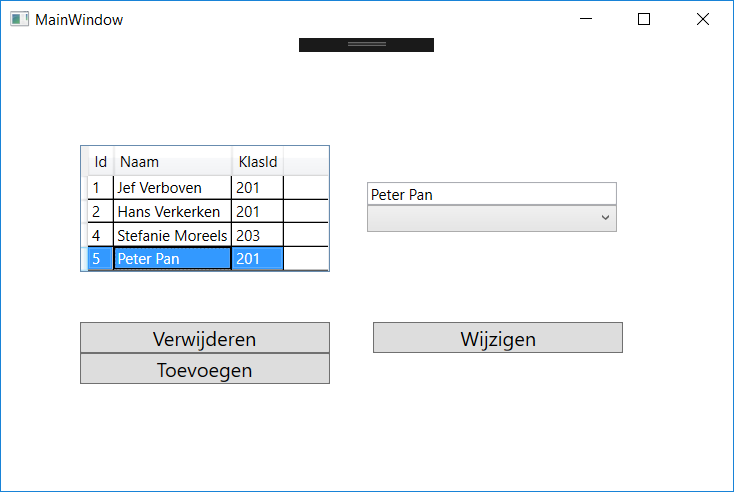 MainWindow
Id Naam KlasId
1 Jef Verboven 201
2 Hans Verkerken 201
4 Stefanie Moreels 203
5 Peter Pan 201
Peter Pan
Verwijderen
Toevoegen
Wijzigen